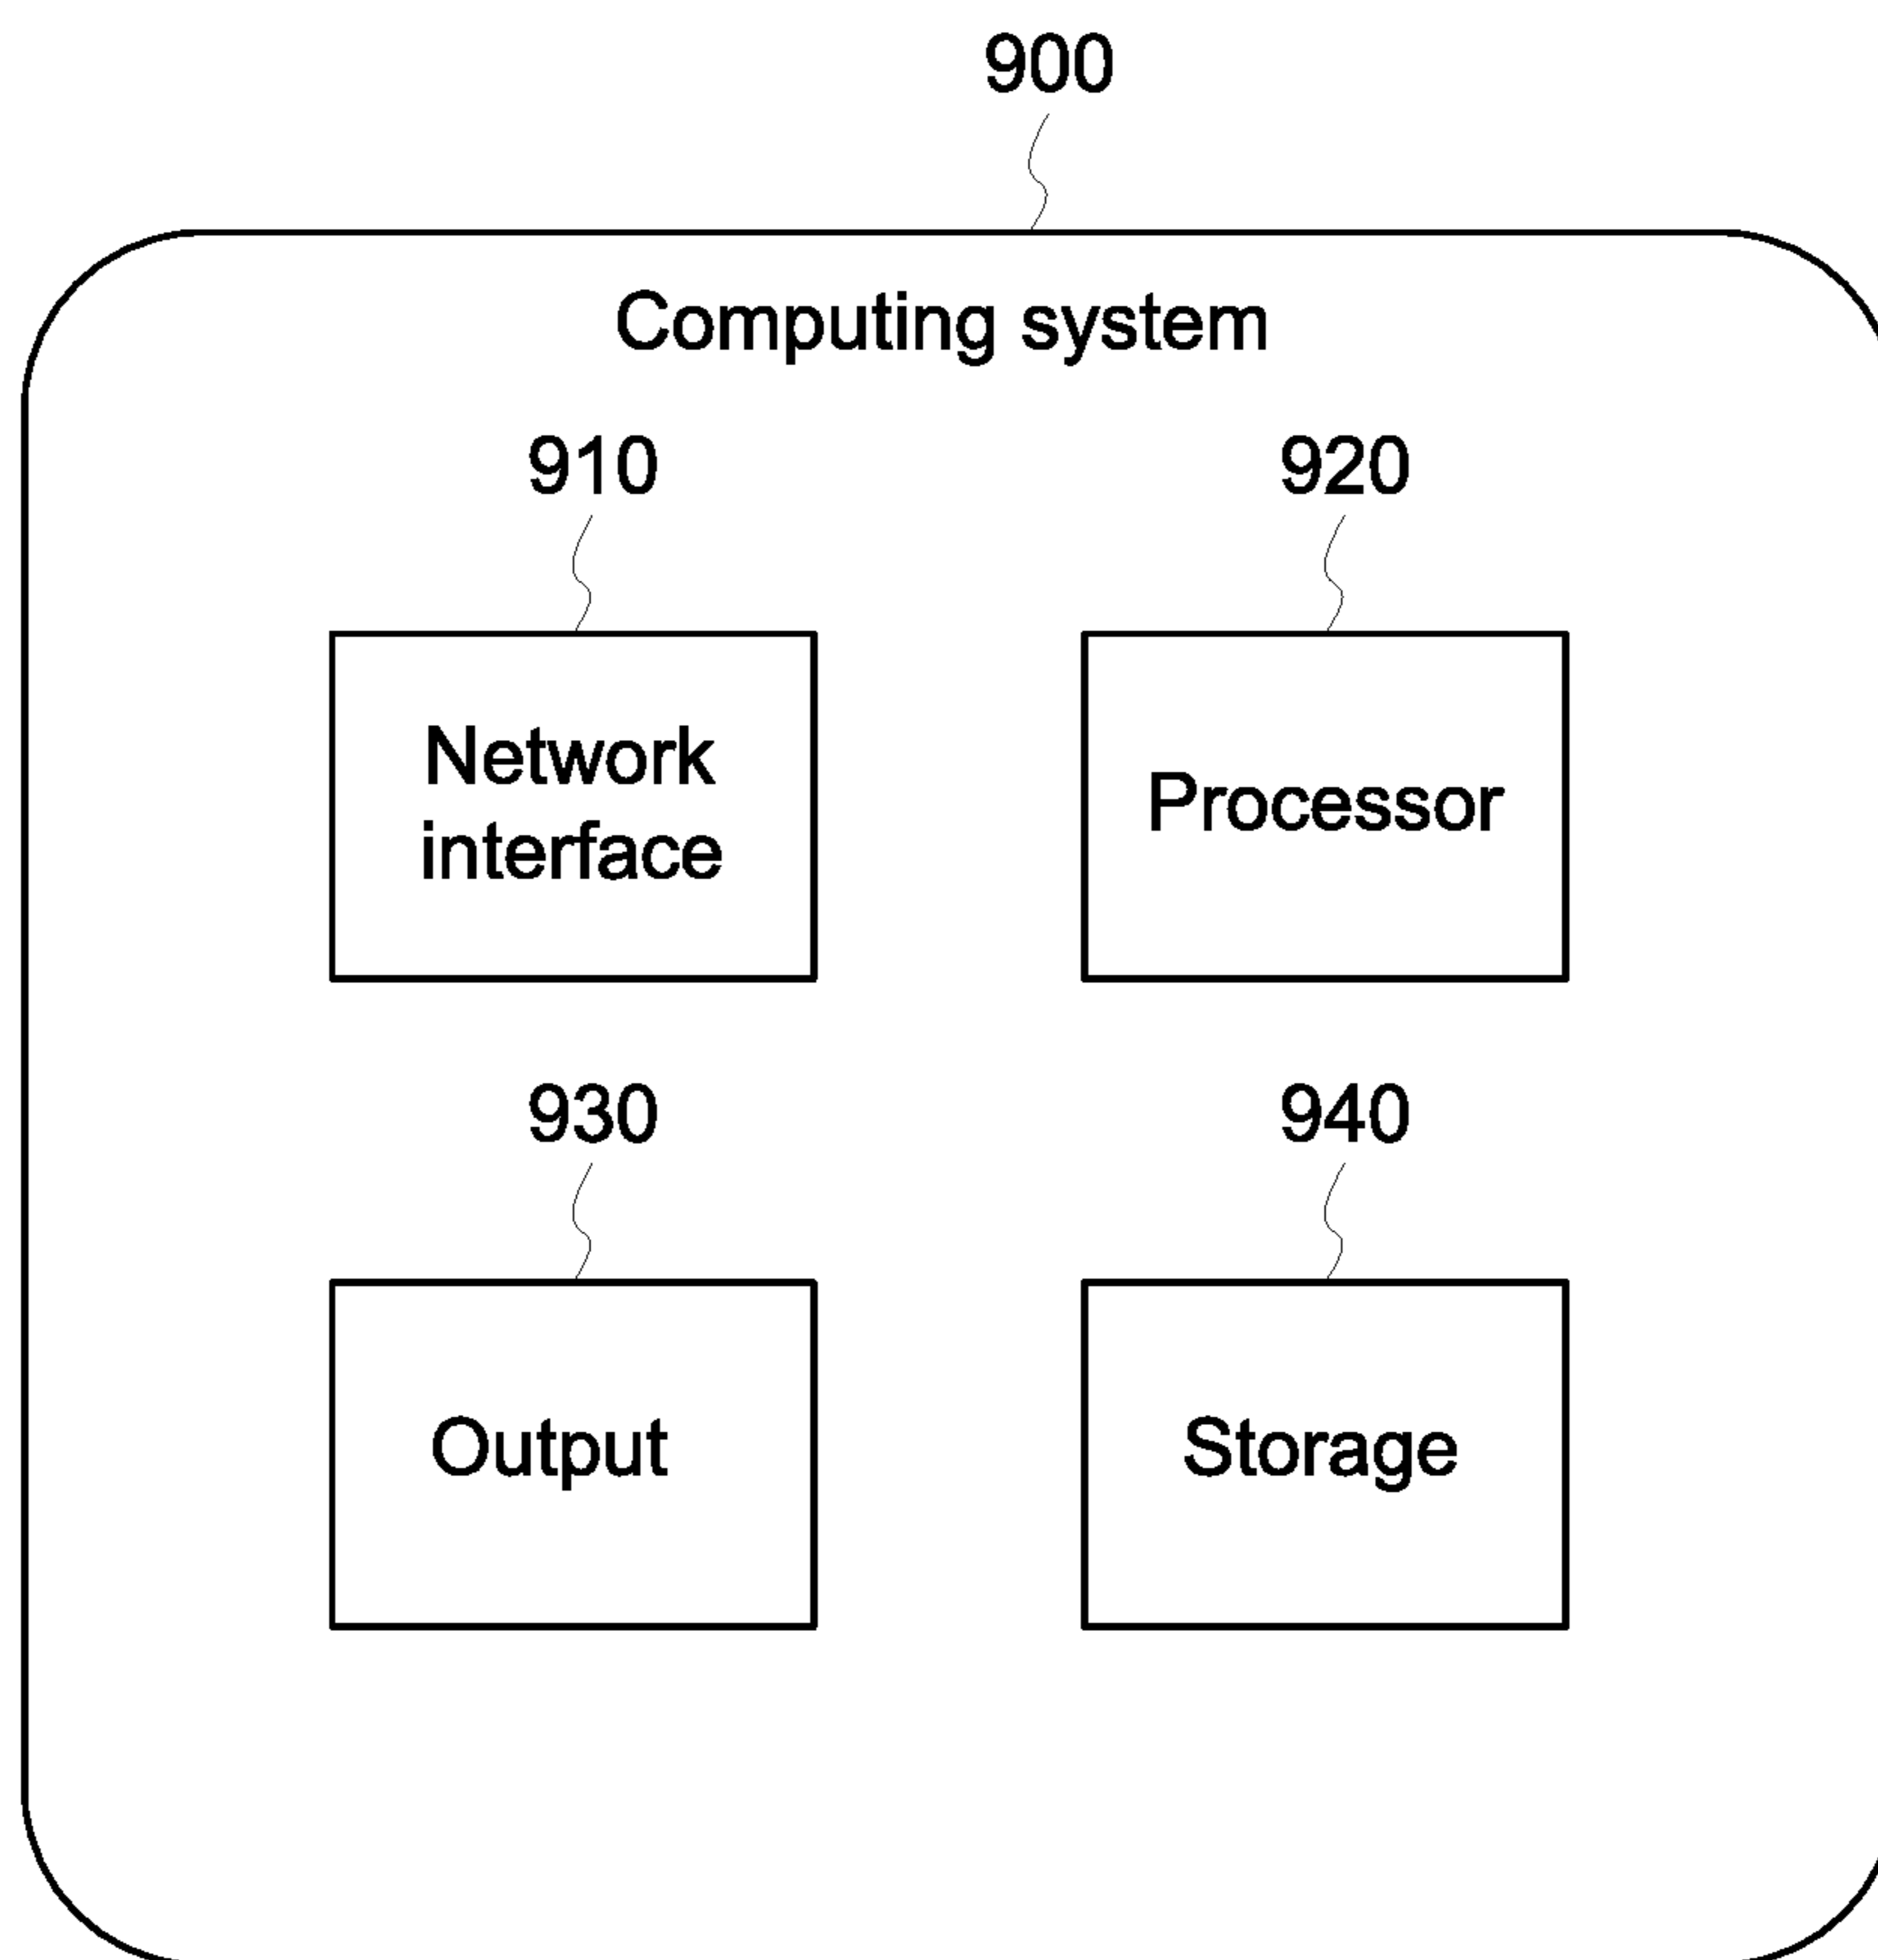 900
Computing system
910
920
Network
interface
Processor
930
940
Output
Storage